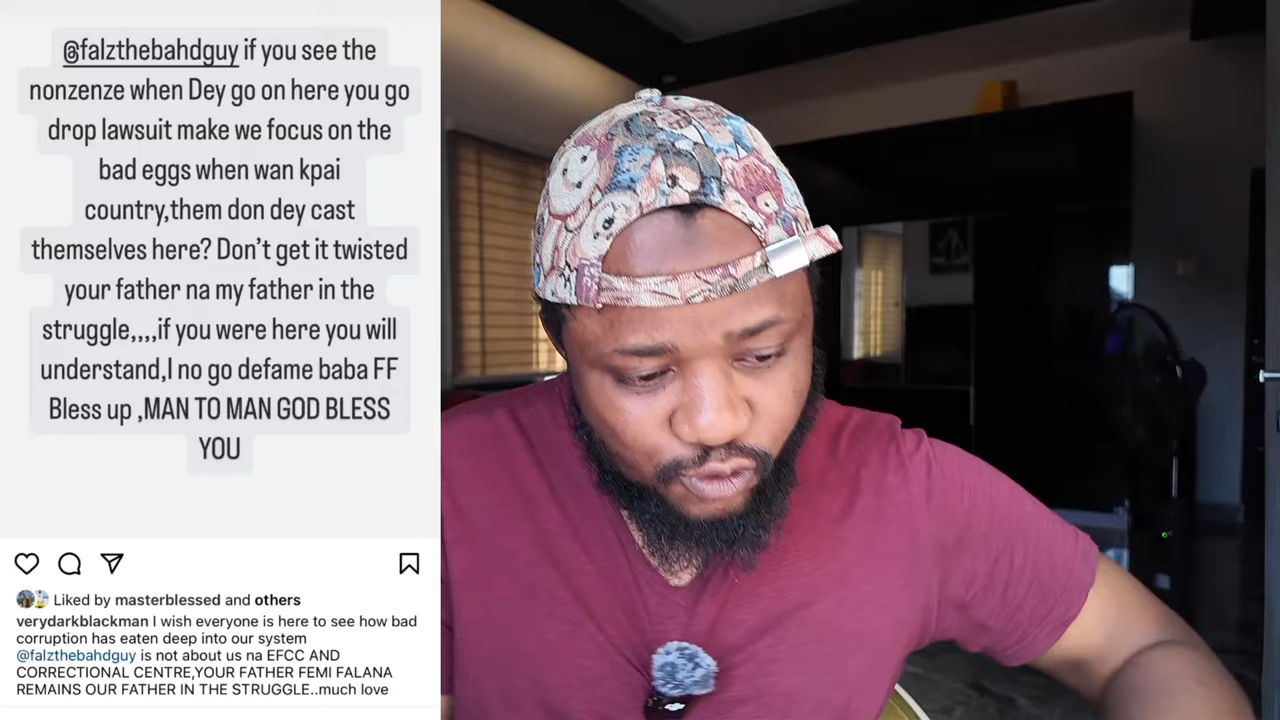 @falzthebahdguy if you see the
nonzenze when Dey go on here you go
drop lawsuit make we focus on the
bad eggs when wan kpai
country,them don dey cast
themselves here? Don't get it twisted
your father na my father in the
struggle,,,,if you were here you will
understand,I no go defame baba FF
Bless up ,MAN TO MAN GOD BLESS
YOU
Liked by masterblessed and others
verydarkblackman I wish everyone is here to see how bad
corruption has eaten deep into our system
@falzthebahdguy is not about us na EFCC AND
CORRECTIONAL CENTRE,YOUR FATHER FEMI FALANA
REMAINS OUR FATHER IN THE STRUGGLE..much love